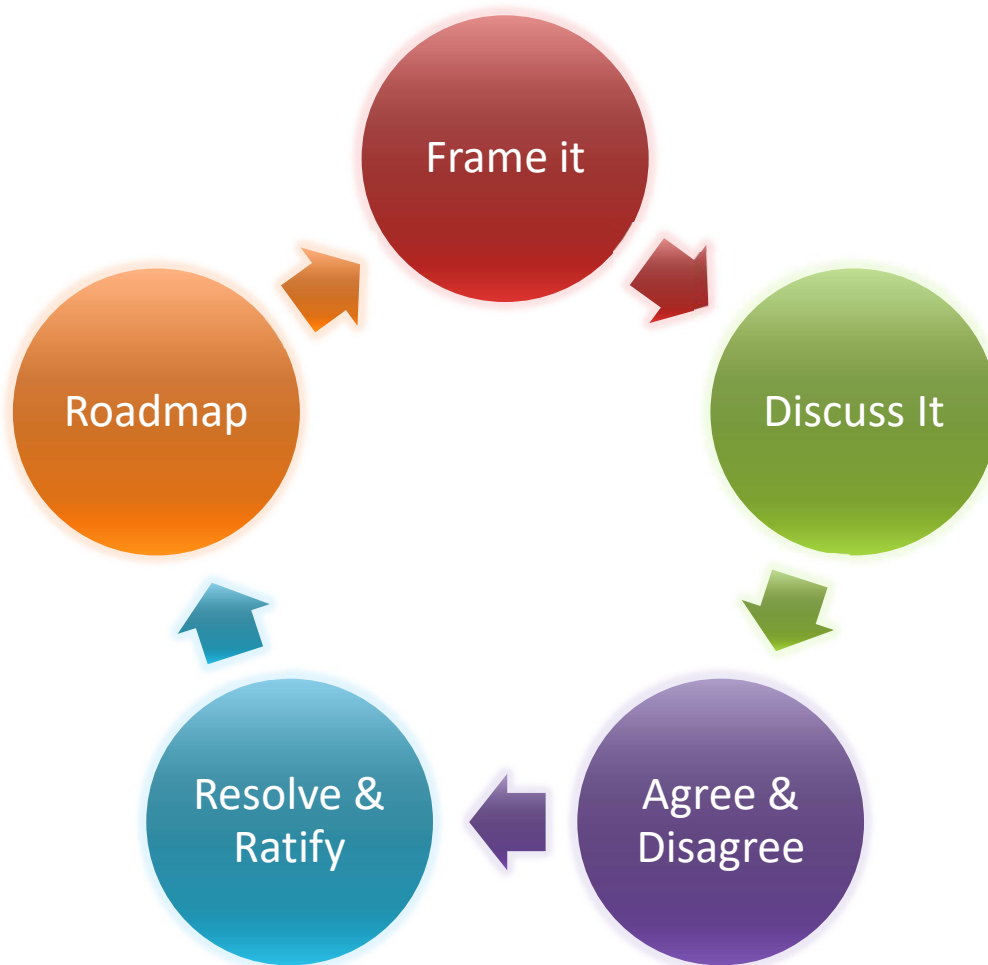 Frame it
Discuss It
Agree &
Disagree
Resolve &
Ratify
Roadmap